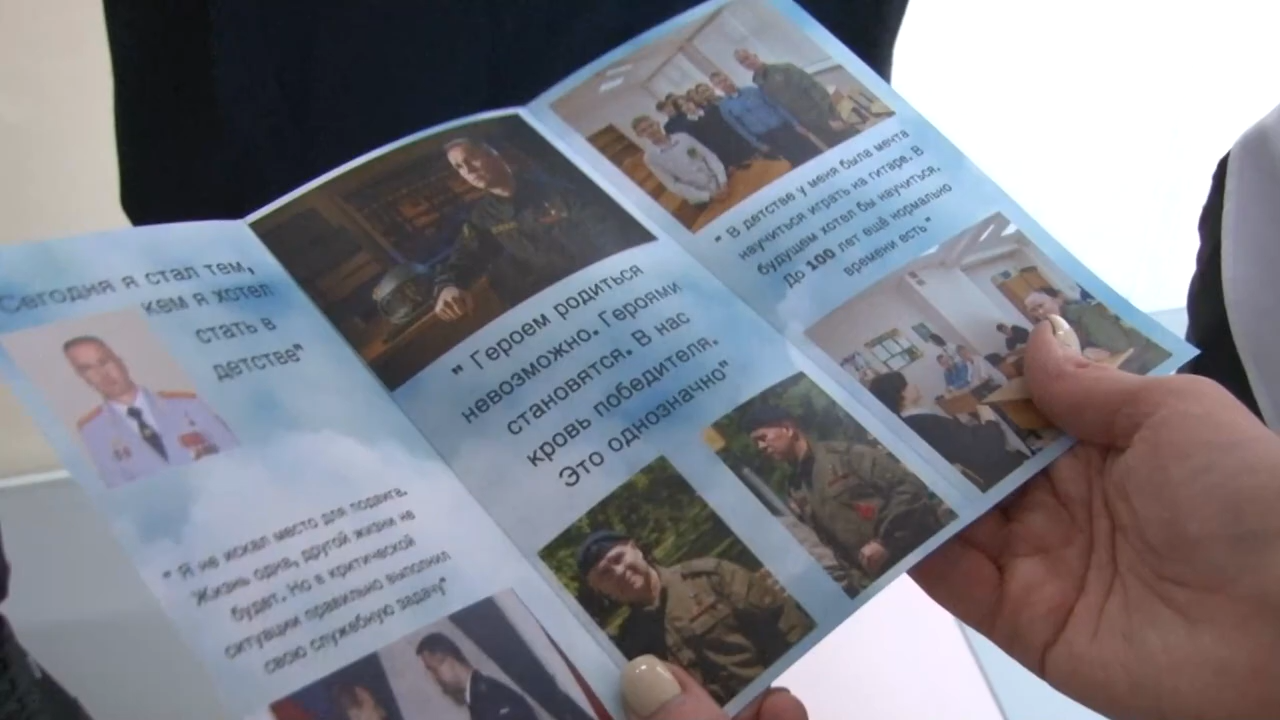 Сегодня я стал тем,
кем я хотел
стать в
детстве"
" Я не искал место для подвига.
Жизнь одна, другой жизни не
будет. Но в критической
ситуации правильно выполнил
свою служебную задачу"
" Героем родиться
невозможно. Героями
становятся. В нас
кровь победителя.
Это однозначно"
" В детстве у меня была мечта
научиться играть на гитаре. В
будущем хотел бы научиться.
До 100 лет ещё нормально
времени есть"